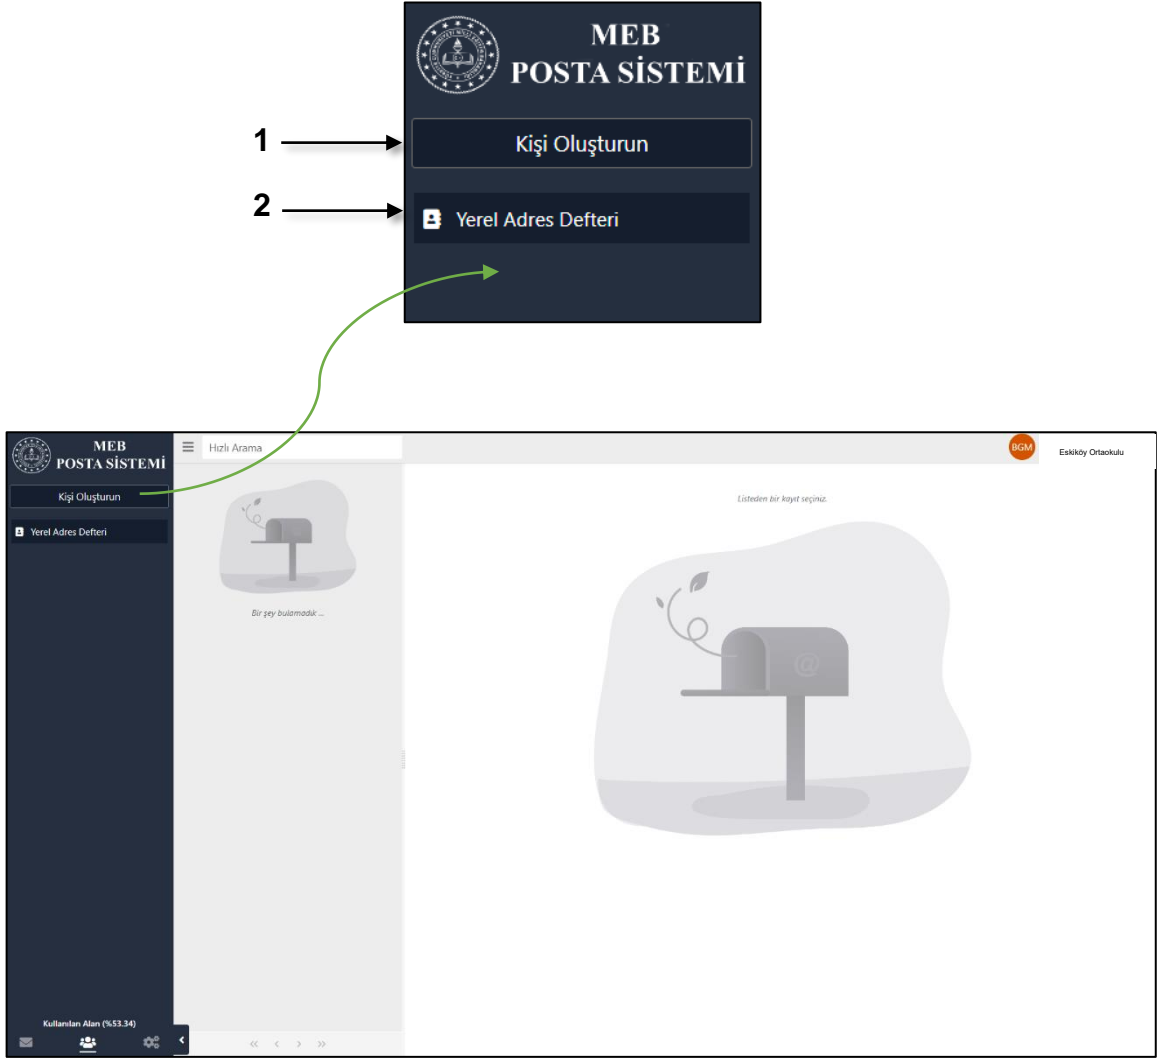 MEB
POSTA SİSTEMİ
1
Kişi Oluşturun
2
Yerel Adres Defteri
MEB
POSTA SİSTEMİ
Hızlı Arama
BGM
Eskiköy Ortaokulu
Kişi Oluşturun
Listeden bir kayıt seçiniz.
Yerel Adres Defteri
Bir şey bulamadık ...
@
Kullanılan Alan (%53.34)